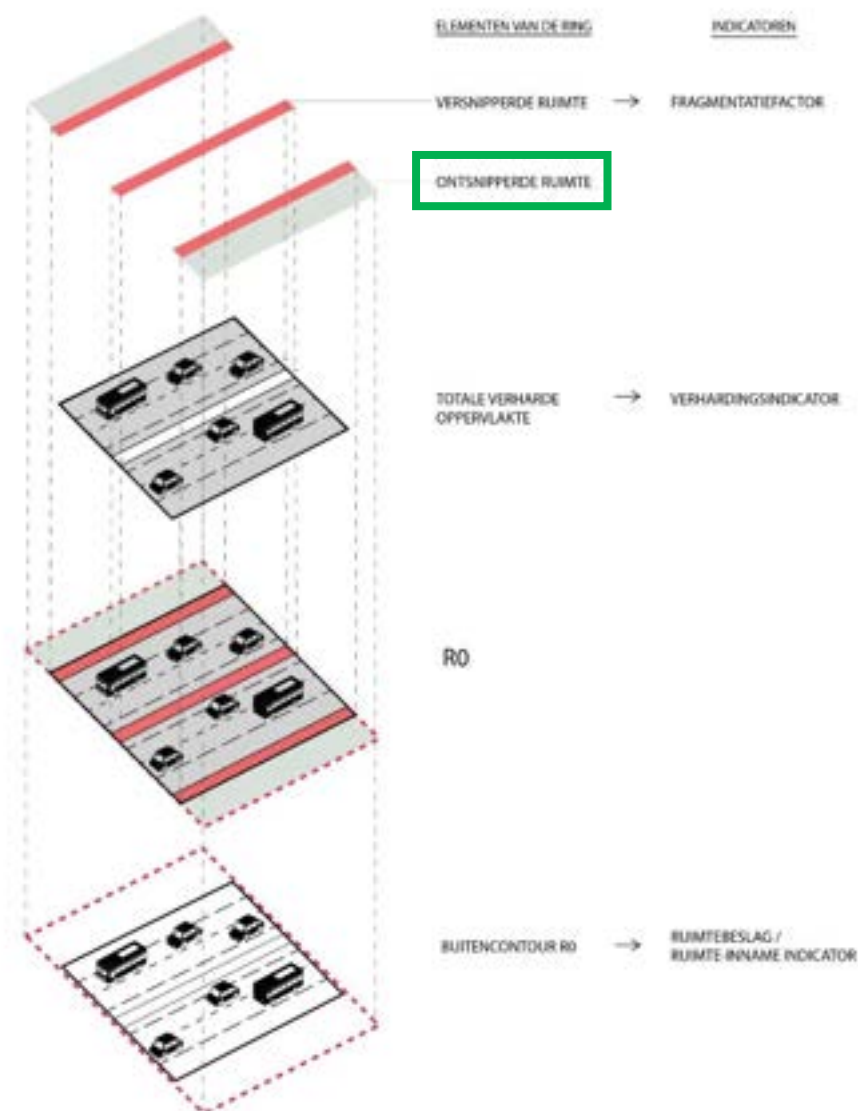 ELEMENTEN VAN DE RING
INDICATOREN
VERSNIPPERDE RUIMTE → FRAGMENTATIEFACTOR
ONTSNIPPERDE RUIMTE
TOTALE VERHARDE → VERHARDINGSINDICATOR
OPPERVLAKTE
R0
BUITENCONTOUR R0 → RUIMTEBESLAG /
RUIMTE-INNAME INDICATOR